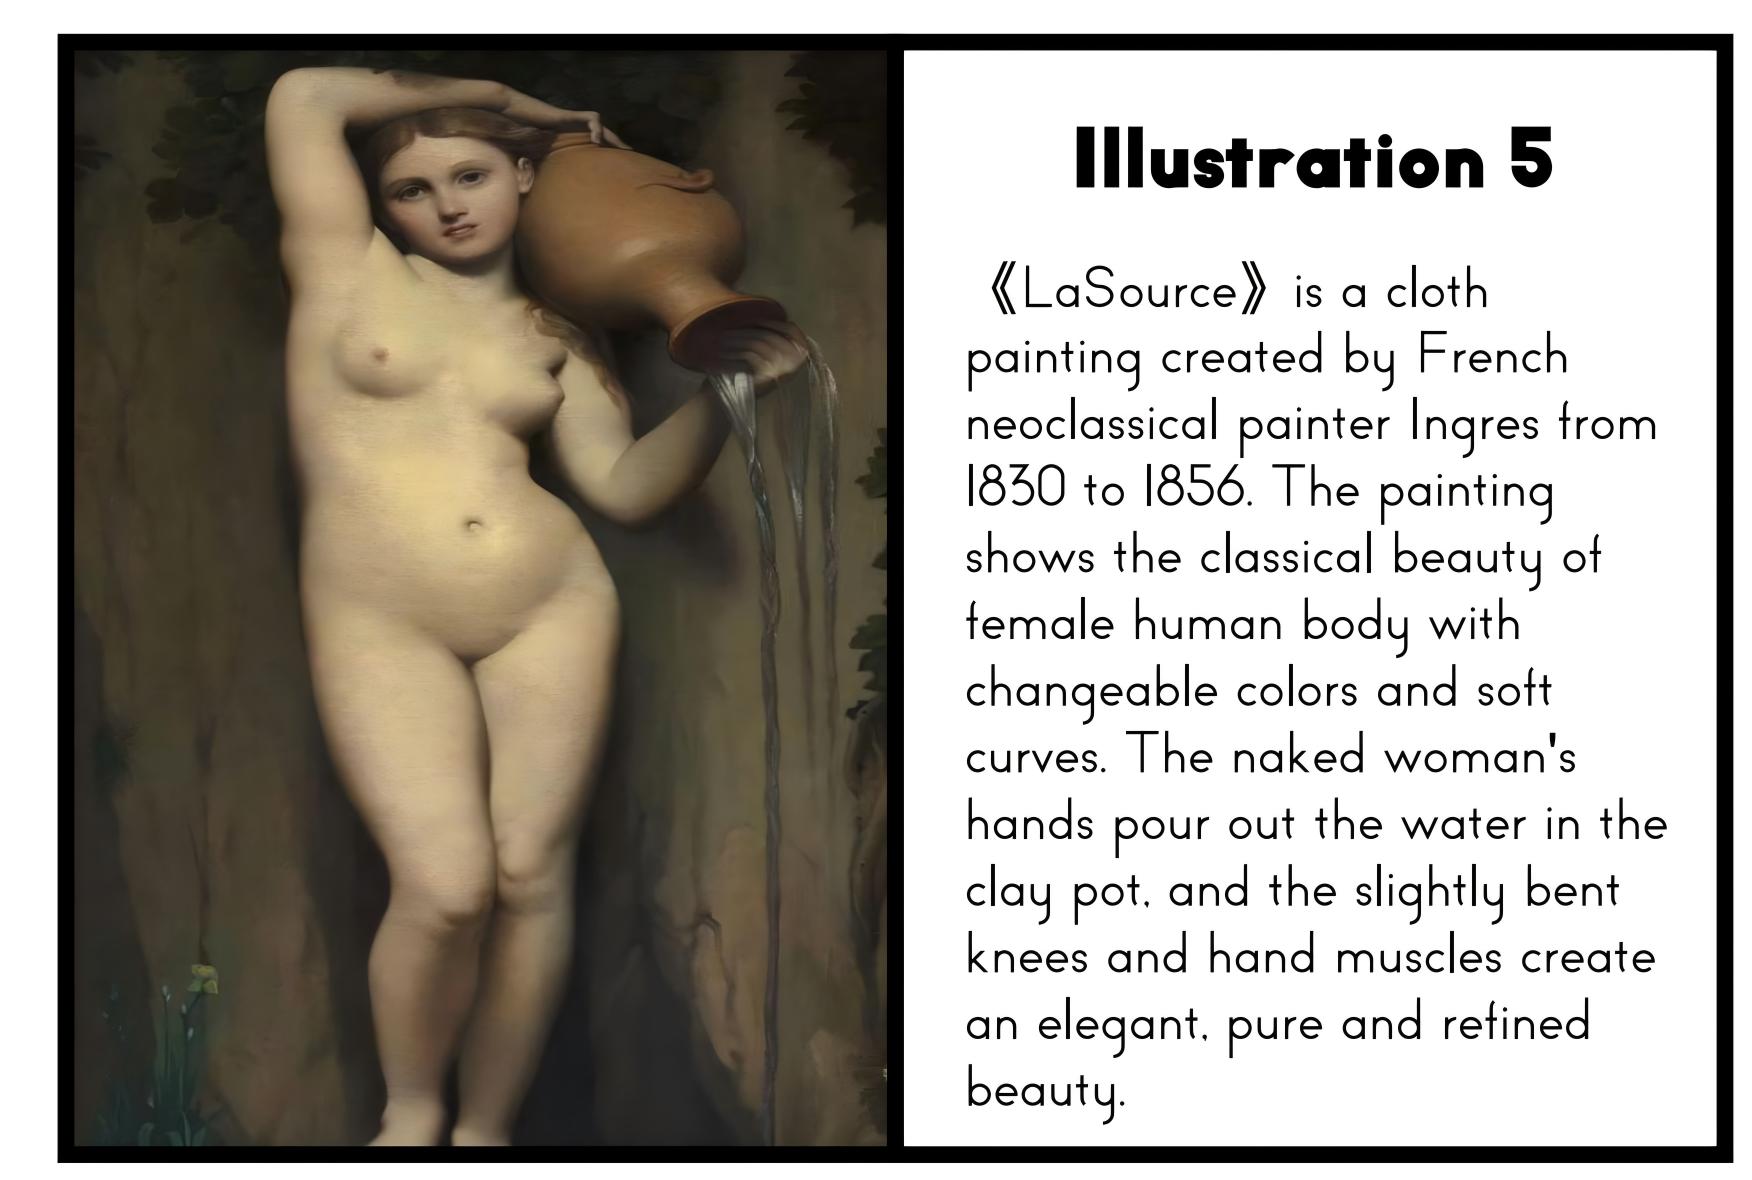 Illustration 5
《LaSource》 is a cloth
painting created by French
neoclassical painter Ingres from
1830 to 1856. The painting
shows the classical beauty of
female human body with
changeable colors and soft
curves. The naked woman's
hands pour out the water in the
clay pot, and the slightly bent
knees and hand muscles create
an elegant, pure and refined
beauty.